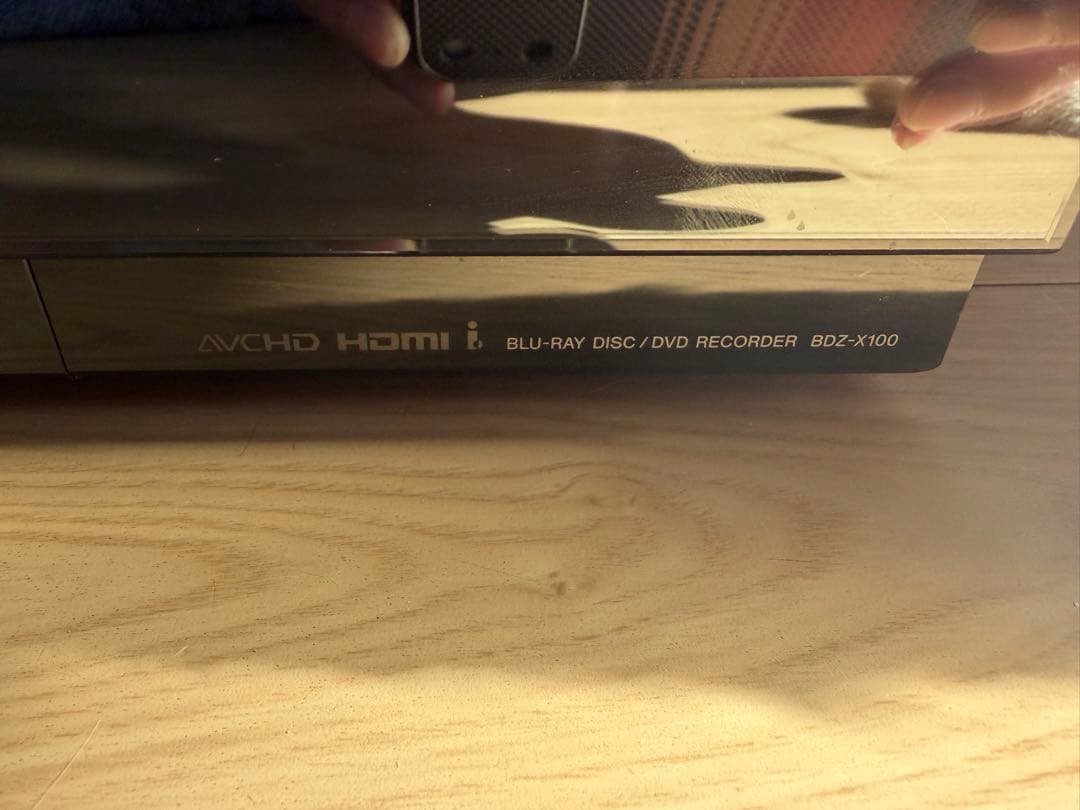 AVCHD HDMI i BLU-RAY DISC / DVD RECORDER BDZ-X100